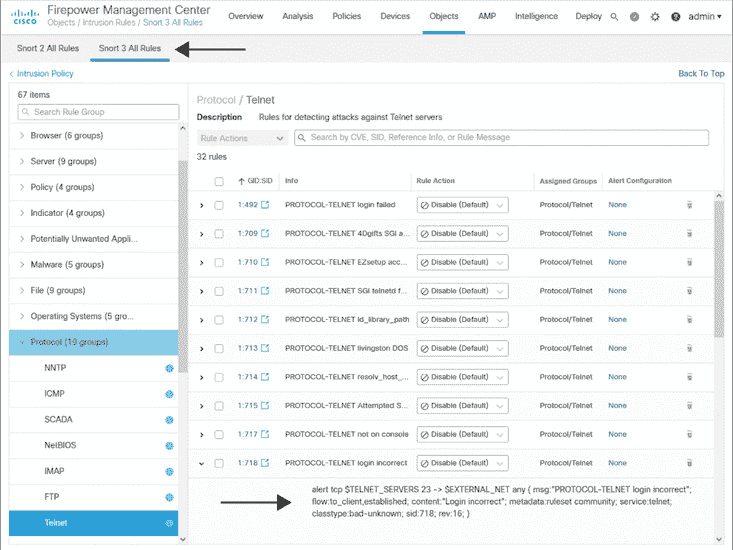 CISCO
Firepower Management Center
Objects / Intrusion Rules / Snort 3 All Rules
Overview Analysis Policies Devices Objects AMP Intelligence Deploy admin
Snort 2 All Rules Snort 3 All Rules
Intrusion Policy Back To Top
67 items
Search Rule Group
Browser (6 groups)
Server (9 groups)
Policy (4 groups)
Indicator (4 groups)
Potentially Unwanted Appli...
Malware (5 groups)
File (9 groups)
Operating Systems (5 gro...
Protocol (19 groups)
NNTP
ICMP
SCADA
NetBIOS
IMAP
FTP
Telnet
Protocol / Telnet
Description Rules for detecting attacks against Telnet servers
Rule Actions Search by CVE, SID, Reference Info, or Rule Message
32 rules
GID:SID Info Rule Action Assigned Groups Alert Configuration
1:492 PROTOCOL-TELNET login failed Disable (Default) Protocol/Telnet None
1:709 PROTOCOL-TELNET 4Dgifts SGI a... Disable (Default) Protocol/Telnet None
1:710 PROTOCOL-TELNET EZsetup acc... Disable (Default) Protocol/Telnet None
1:711 PROTOCOL-TELNET SGI telnetd f... Disable (Default) Protocol/Telnet None
1:712 PROTOCOL-TELNET ld_library_path Disable (Default) Protocol/Telnet None
1:713 PROTOCOL-TELNET livingston DOS Disable (Default) Protocol/Telnet None
1:714 PROTOCOL-TELNET resolv_host_... Disable (Default) Protocol/Telnet None
1:715 PROTOCOL-TELNET Attempted S... Disable (Default) Protocol/Telnet None
1:717 PROTOCOL-TELNET not on console Disable (Default) Protocol/Telnet None
1:718 PROTOCOL-TELNET login incorrect Disable (Default) Protocol/Telnet None
alert tcp $TELNET_SERVERS 23 -> $EXTERNAL_NET any ( msg:"PROTOCOL-TELNET login incorrect";
flow:to_client,established; content:"Login incorrect"; metadata:ruleset community; service:telnet;
classtype:bad-unknown; sid:718; rev:16; )